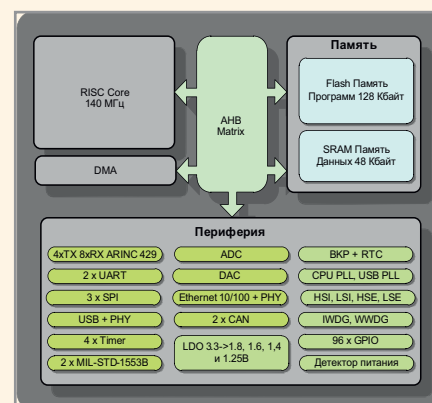 RISC Core
140 МГц
DMA
AHB
Matrix
Память
Flash Память
Программ 128 Кбайт
SRAM Память
Данных 48 Кбайт
Периферия
4xTX 8xRX ARINC 429
2 x UART
3 x SPI
USB + PHY
4 x Timer
2 x MIL-STD-1553B
ADC
DAC
Ethernet 10/100 + PHY
2 x CAN
LDO 3.3->1.8, 1.6, 1,4
и 1.25В
BKP + RTC
CPU PLL, USB PLL
HSI, LSI, HSE, LSE
IWDG, WWDG
96 x GPIO
Детектор питания